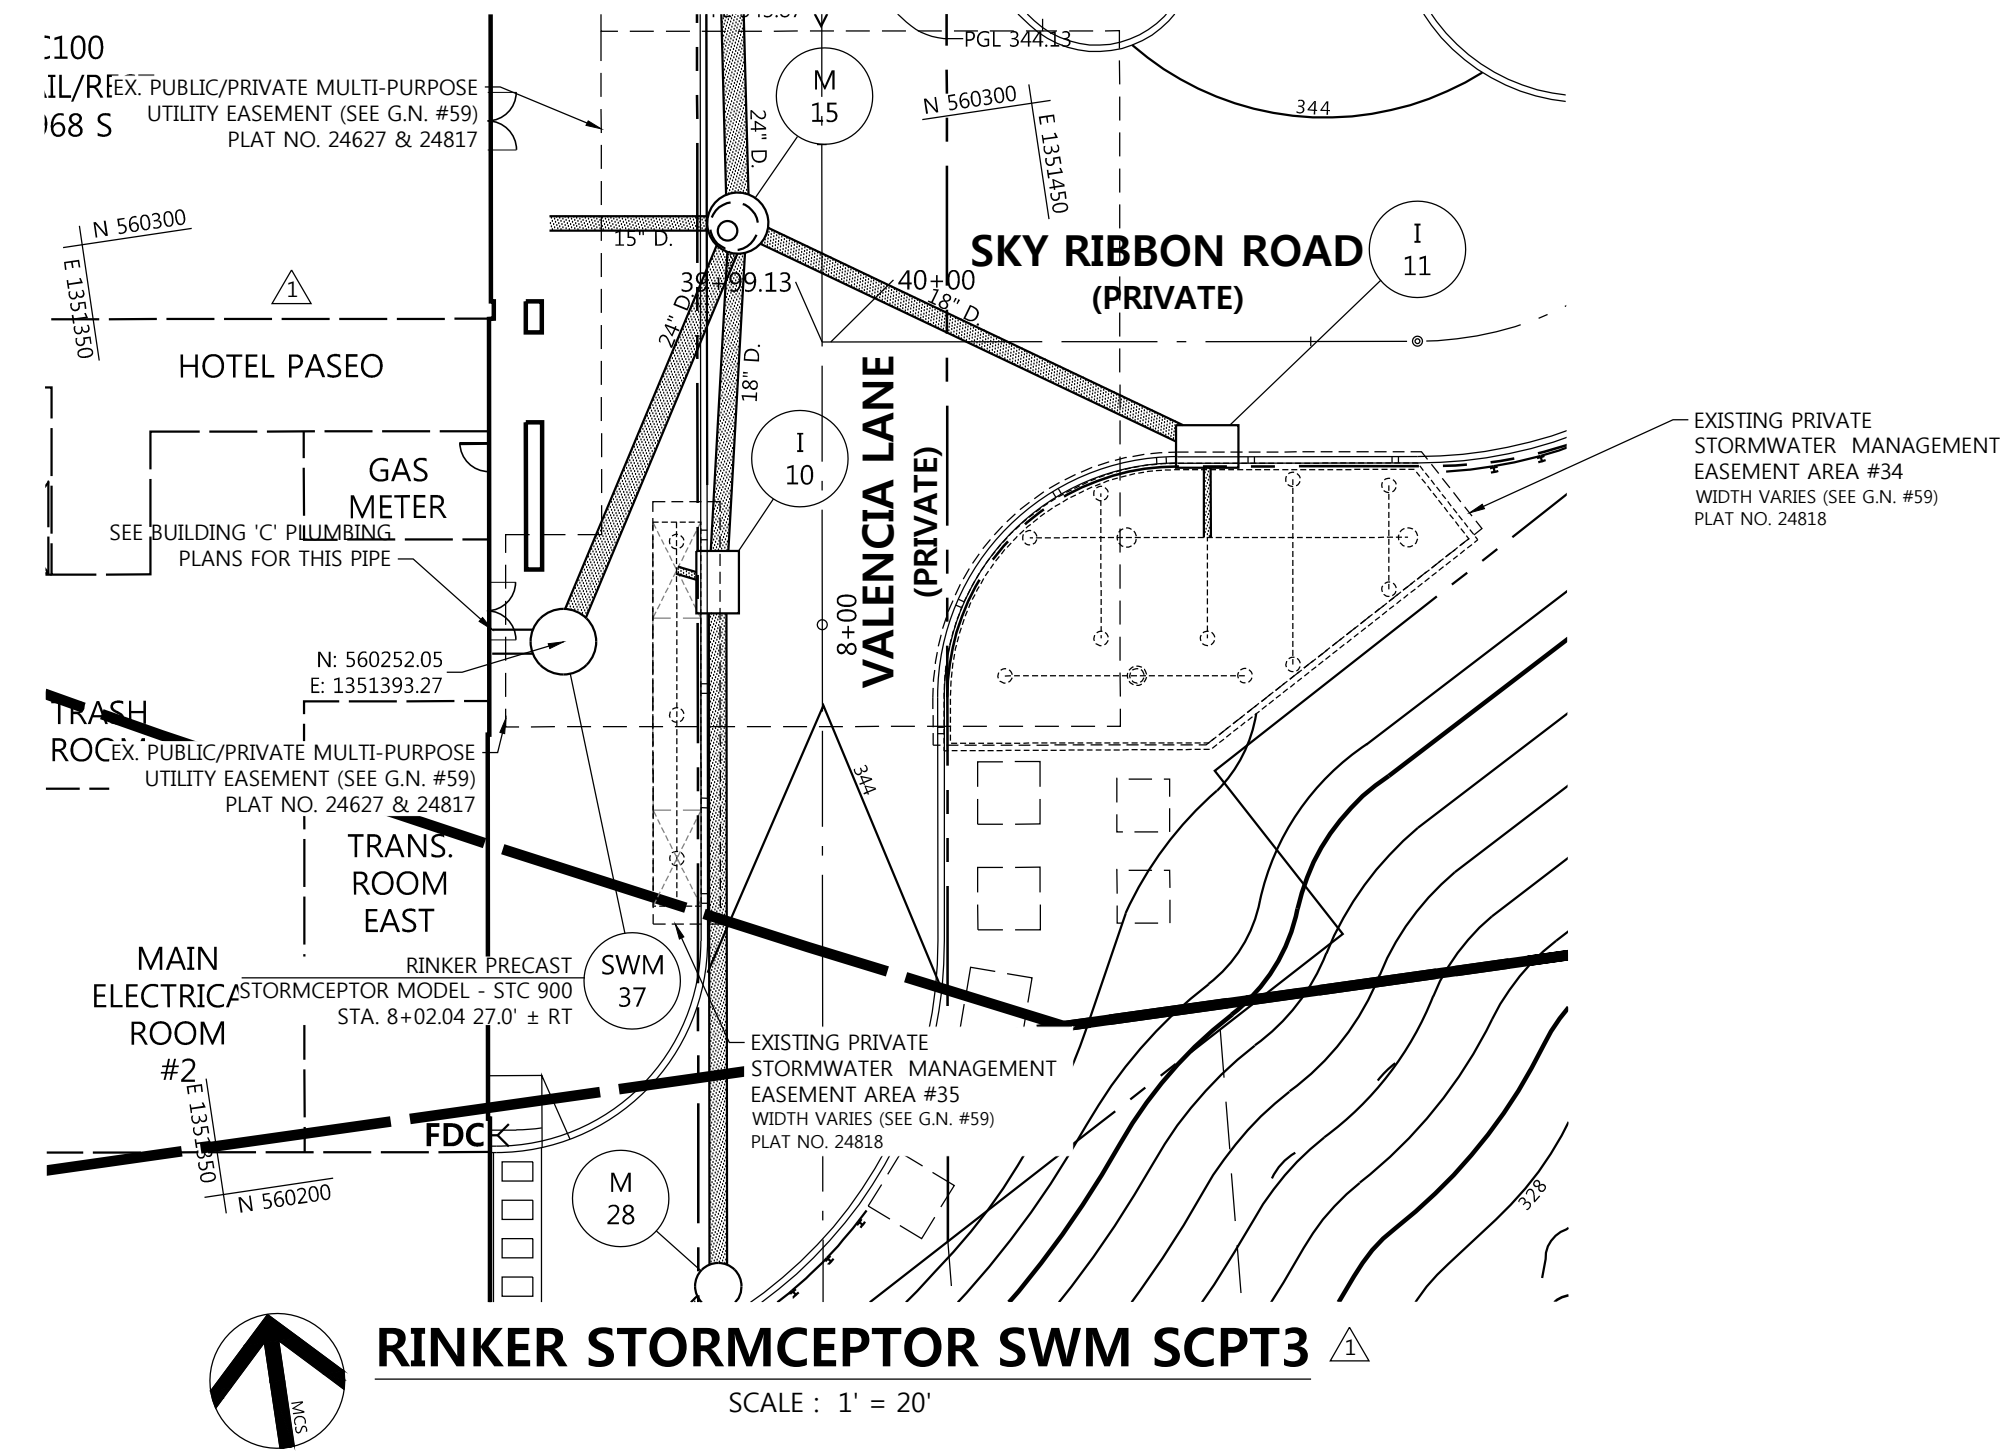 PGL 344.13
M
15
24" D.
N 560300
E 1351450
344
EX. PUBLIC/PRIVATE MULTI-PURPOSE
UTILITY EASEMENT (SEE G.N. #59)
PLAT NO. 24627 & 24817
N 560300
E 1351350
1
15" D.
SKY RIBBON ROAD
(PRIVATE)
I
11
39+99.13
40+00
18" D.
24" D.
18" D.
HOTEL PASEO
GAS
METER
I
10
VALENCIA LANE
(PRIVATE)
8+00
EXISTING PRIVATE
STORMWATER MANAGEMENT
EASEMENT AREA #34
WIDTH VARIES (SEE G.N. #59)
PLAT NO. 24818
SEE BUILDING 'C' PLUMBING
PLANS FOR THIS PIPE
N: 560252.05
E: 1351393.27
TRASH
EX. PUBLIC/PRIVATE MULTI-PURPOSE
UTILITY EASEMENT (SEE G.N. #59)
PLAT NO. 24627 & 24817
344
TRANS.
ROOM
EAST
MAIN
ELECTRICA
ROOM
#2
RINKER PRECAST
STORMCEPTOR MODEL - STC 900
STA. 8+02.04 27.0' ± RT
SWM
37
EXISTING PRIVATE
STORMWATER MANAGEMENT
EASEMENT AREA #35
WIDTH VARIES (SEE G.N. #59)
PLAT NO. 24818
E 1351350
N 560200
FDC
M
28
328
RINKER STORMCEPTOR SWM SCPT3
1
SCALE : 1' = 20'
MCS